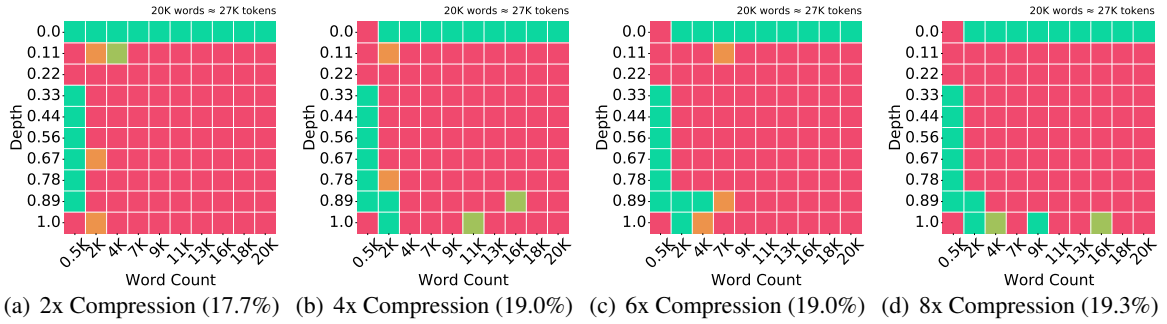 20K words ≈ 27K tokens
0.0
0.11
0.22
0.33
0.44
0.56
0.67
0.78
0.89
1.0
Depth
0.5K 2K 4K 7K 9K 11K 13K 16K 18K 20K
Word Count
(a) 2x Compression (17.7%)
20K words ≈ 27K tokens
0.0
0.11
0.22
0.33
0.44
0.56
0.67
0.78
0.89
1.0
Depth
0.5K 2K 4K 7K 9K 11K 13K 16K 18K 20K
Word Count
(b) 4x Compression (19.0%)
20K words ≈ 27K tokens
0.0
0.11
0.22
0.33
0.44
0.56
0.67
0.78
0.89
1.0
Depth
0.5K 2K 4K 7K 9K 11K 13K 16K 18K 20K
Word Count
(c) 6x Compression (19.0%)
20K words ≈ 27K tokens
0.0
0.11
0.22
0.33
0.44
0.56
0.67
0.78
0.89
1.0
Depth
0.5K 2K 4K 7K 9K 11K 13K 16K 18K 20K
Word Count
(d) 8x Compression (19.3%)